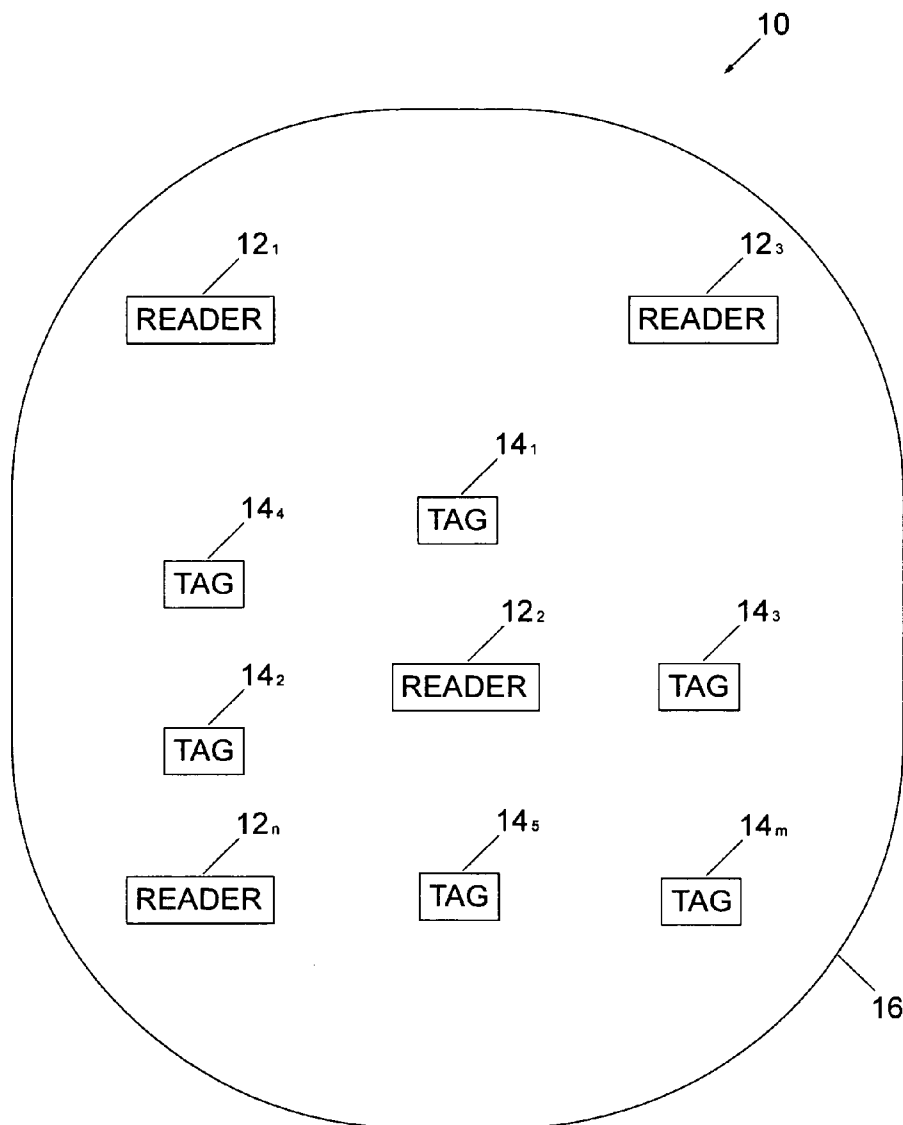 10
12₁
12₃
READER
READER
14₁
TAG
14₄
TAG
12₂
14₃
READER
TAG
14₂
TAG
12ₙ
14₅
14ₘ
READER
TAG
TAG
16